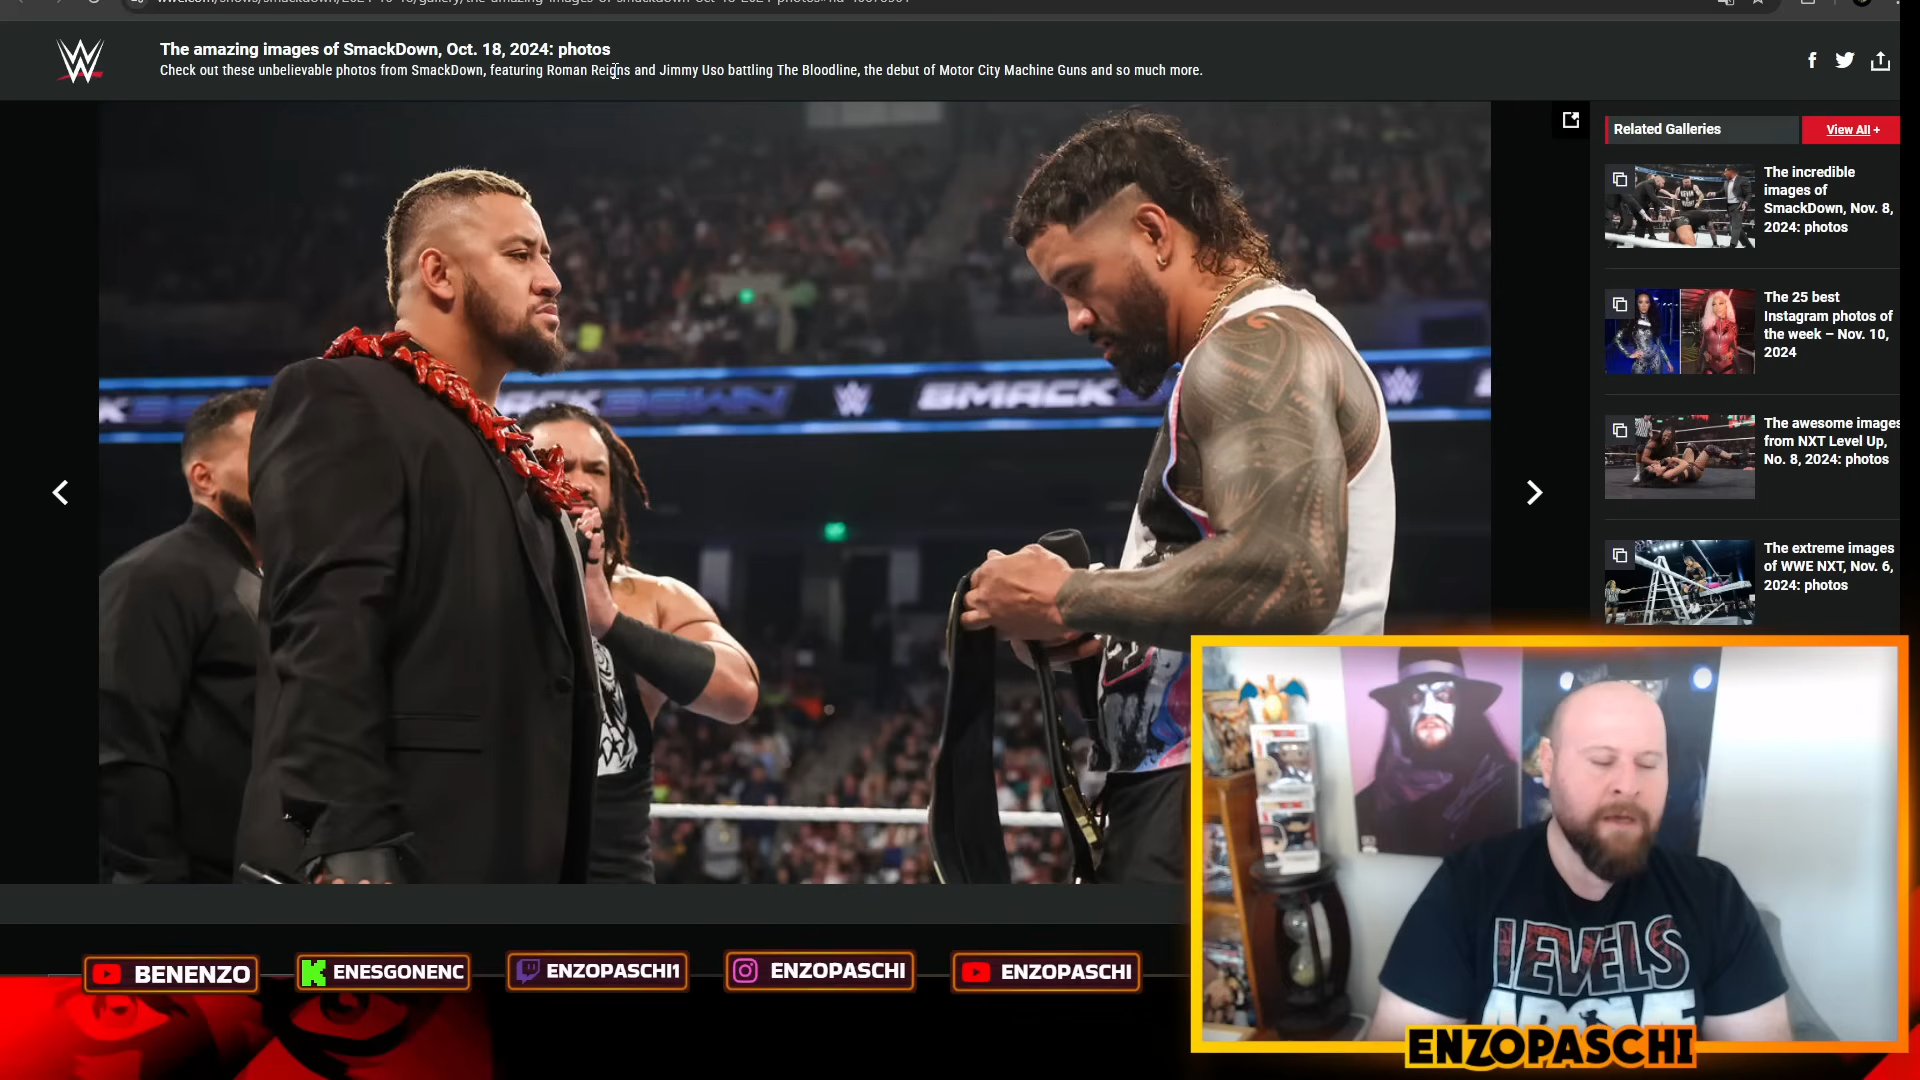 The amazing images of SmackDown, Oct. 18, 2024: photos
Check out these unbelievable photos from SmackDown, featuring Roman Reigns and Jimmy Uso battling The Bloodline, the debut of Motor City Machine Guns and so much more.
Related Galleries
View All +
The incredible
images of
SmackDown, Nov. 8,
2024: photos
The 25 best
Instagram photos of
the week – Nov. 10,
2024
The awesome images
from NXT Level Up,
No. 8, 2024: photos
The extreme images
of WWE NXT, Nov. 6,
2024: photos
SMACK
LEVELS
ABOVE
BENENZO
ENESGONENC
ENZOPASCHI1
ENZOPASCHI
ENZOPASCHI
ENZOPASCHI